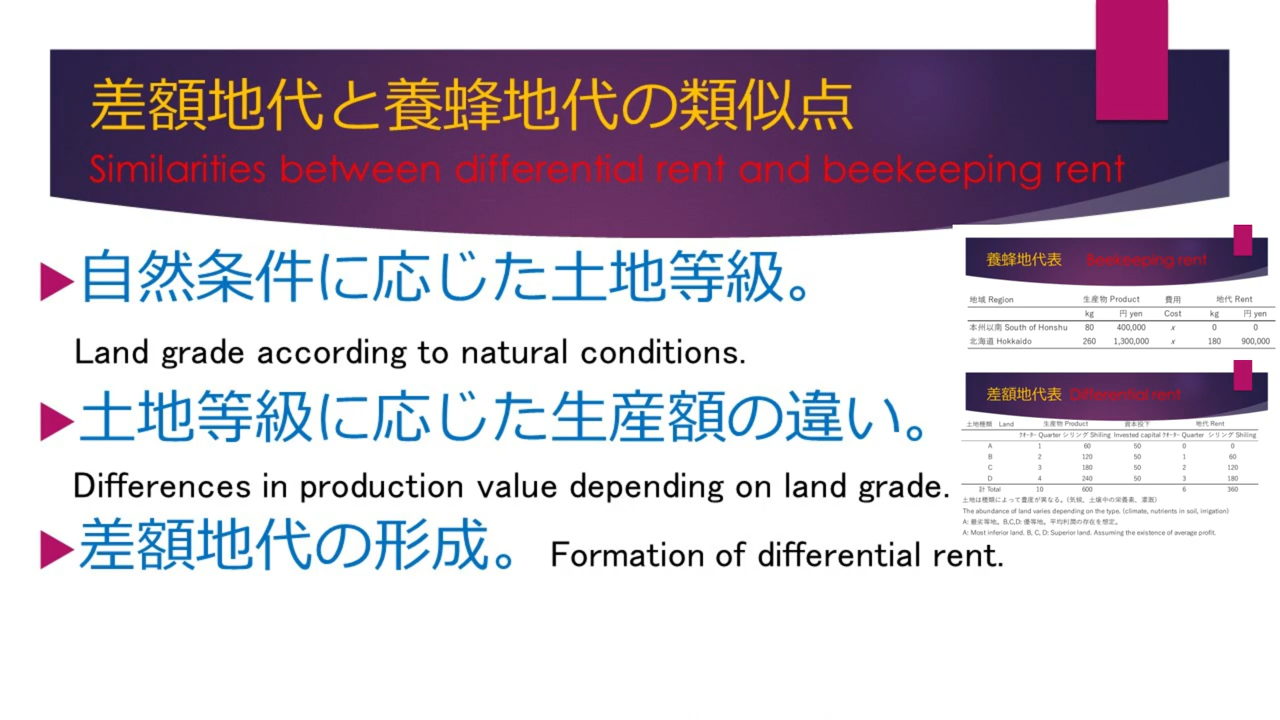 差額地代と養蜂地代の類似点
Similarities between differential rent and beekeeping rent
自然条件に応じた土地等級。
Land grade according to natural conditions.
土地等級に応じた生産額の違い。
Differences in production value depending on land grade.
差額地代の形成。 Formation of differential rent.
養蜂地代表 Beekeeping rent
地域 Region 生産物 Product 費用 地代 Rent
kg 円 yen Cost kg 円 yen
本州以南 South of Honshu 80 400,000 x 0 0
北海道 Hokkaido 260 1,300,000 x 180 900,000
差額地代表 Differential rent
土地種類 Land 生産物 Product 資本投下 地代 Rent
クオーター Quarter シリング Shiling Invested capital クオーター Quarter シリング Shiling
A 1 60 50 0 0
B 2 120 50 1 60
C 3 180 50 2 120
D 4 240 50 3 180
計 Total 10 600 6 360
土地は種類によって豊度が異なる。(気候、土壌中の栄養素、灌漑)
The abundance of land varies depending on the type. (climate, nutrients in soil, irrigation)
A: 最劣等地。B,C,D: 優等地。平均利潤の存在を想定。
A: Most inferior land. B, C, D: Superior land. Assuming the existence of average profit.